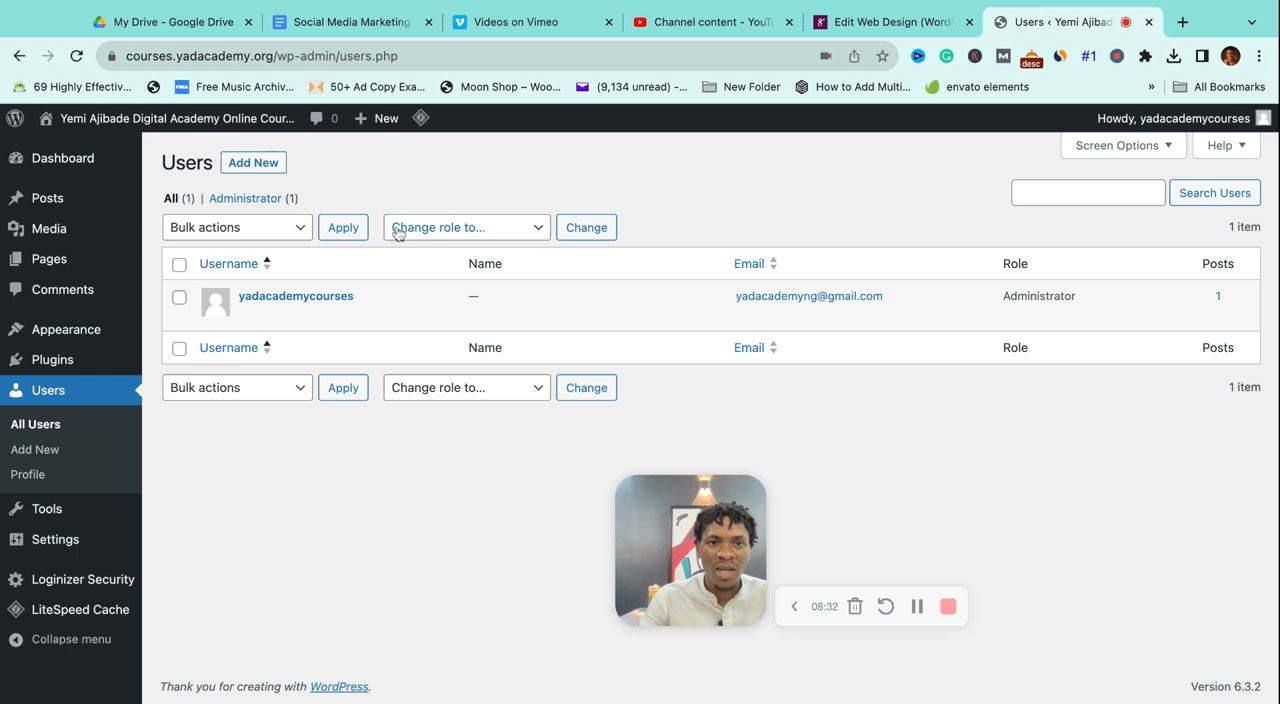 My Drive - Google Drive
Social Media Marketing
Videos on Vimeo
Channel content - YouTu
Edit Web Design (WordP
Users ‹ Yemi Ajibad
courses.yadacademy.org/wp-admin/users.php
desc
#1
69 Highly Effectiv...
FMA
Free Music Archiv...
50+ Ad Copy Exa...
Moon Shop – Woo...
(9,134 unread) -...
New Folder
How to Add Multi...
envato elements
»
All Bookmarks
Yemi Ajibade Digital Academy Online Cour...
0
New
Howdy, yadacademycourses
Dashboard
Posts
Media
Pages
Comments
Appearance
Plugins
Users
All Users
Add New
Profile
Tools
Settings
Loginizer Security
LiteSpeed Cache
Collapse menu
Users
Add New
Screen Options
Help
All (1) | Administrator (1)
Search Users
Bulk actions
Apply
Change role to...
Change
1 item
Username
Name
Email
Role
Posts
yadacademycourses
—
yadacademyng@gmail.com
Administrator
1
Username
Name
Email
Role
Posts
Bulk actions
Apply
Change role to...
Change
1 item
08:32
Thank you for creating with WordPress.
Version 6.3.2